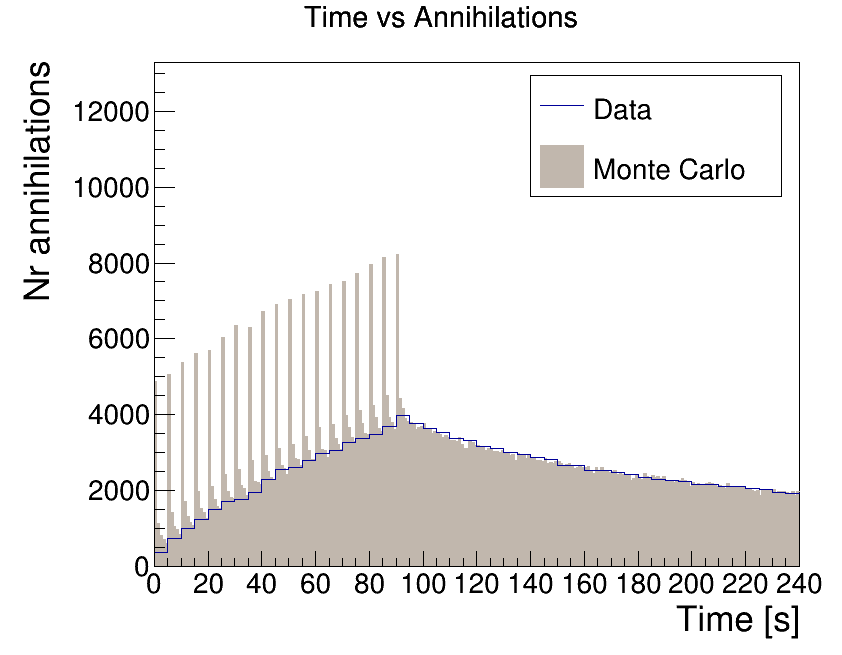 Time vs Annihilations
Nr annihilations
12000
10000
8000
6000
4000
2000
0
Data
Monte Carlo
0 20 40 60 80 100 120 140 160 180 200 220 240
Time [s]